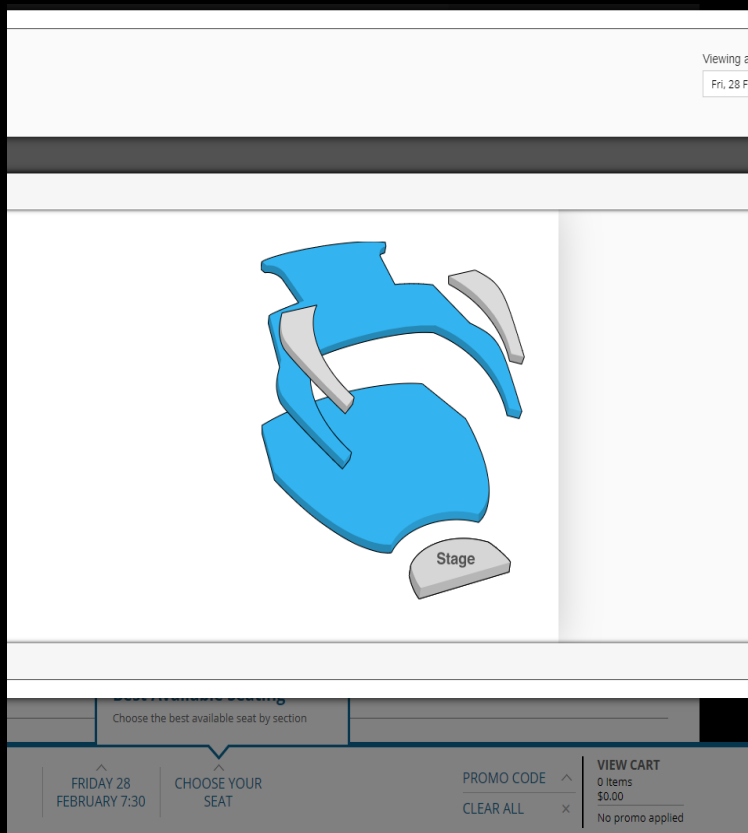 Viewing a
Fri, 28 F
Stage
Choose the best available seat by section
FRIDAY 28
FEBRUARY 7:30
CHOOSE YOUR
SEAT
PROMO CODE
CLEAR ALL
VIEW CART
0 Items
$0.00
No promo applied